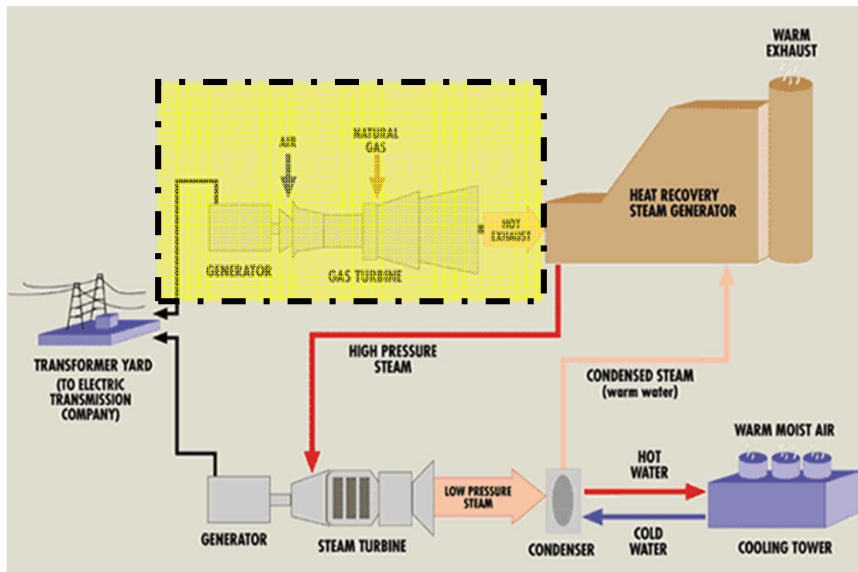 WARM
EXHAUST
AIR
NATURAL
GAS
HEAT RECOVERY
STEAM GENERATOR
HOT
EXHAUST
GENERATOR
GAS TURBINE
HIGH PRESSURE
STEAM
TRANSFORMER YARD
(TO ELECTRIC
TRANSMISSION
COMPANY)
CONDENSED STEAM
(warm water)
WARM MOIST AIR
HOT
WATER
LOW PRESSURE
STEAM
COLD
WATER
GENERATOR
STEAM TURBINE
CONDENSER
COOLING TOWER